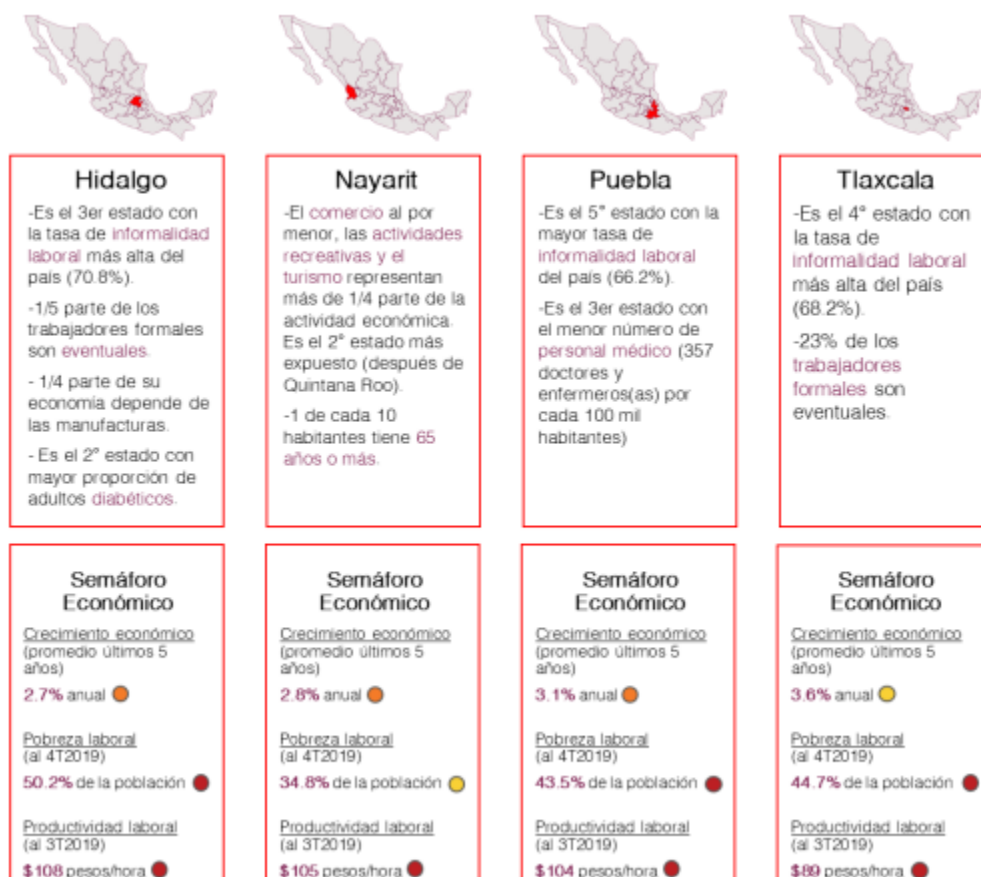 Hidalgo
-Es el 3er estado con
la tasa de informalidad
laboral más alta del
país (70.8%).
-1/5 parte de los
trabajadores formales
son eventuales.
- 1/4 parte de su
economía depende de
las manufacturas.
- Es el 2° estado con
mayor proporción de
adultos diabéticos.
Nayarit
-El comercio al por
menor, las actividades
recreativas y el
turismo representan
más de 1/4 parte de la
actividad económica.
Es el 2° estado más
expuesto (después de
Quintana Roo).
-1 de cada 10
habitantes tiene 65
años o más.
Puebla
-Es el 5° estado con la
mayor tasa de
informalidad laboral
del país (66.2%).
-Es el 3er estado con
el menor número de
personal médico (357
doctores y
enfermeros(as) por
cada 100 mil
habitantes)
Tlaxcala
-Es el 4° estado con
la tasa de
informalidad laboral
más alta del país
(68.2%).
-23% de los
trabajadores
formales son
eventuales.
Semáforo
Económico
Crecimiento económico
(promedio últimos 5
años)
2.7% anual
Pobreza laboral
(al 4T2019)
50.2% de la población
Productividad laboral
(al 3T2019)
$108 pesos/hora
Semáforo
Económico
Crecimiento económico
(promedio últimos 5
años)
2.8% anual
Pobreza laboral
(al 4T2019)
34.8% de la población
Productividad laboral
(al 3T2019)
$105 pesos/hora
Semáforo
Económico
Crecimiento económico
(promedio últimos 5
años)
3.1% anual
Pobreza laboral
(al 4T2019)
43.5% de la población
Productividad laboral
(al 3T2019)
$104 pesos/hora
Semáforo
Económico
Crecimiento económico
(promedio últimos 5
años)
3.6% anual
Pobreza laboral
(al 4T2019)
44.7% de la población
Productividad laboral
(al 3T2019)
$89 pesos/hora